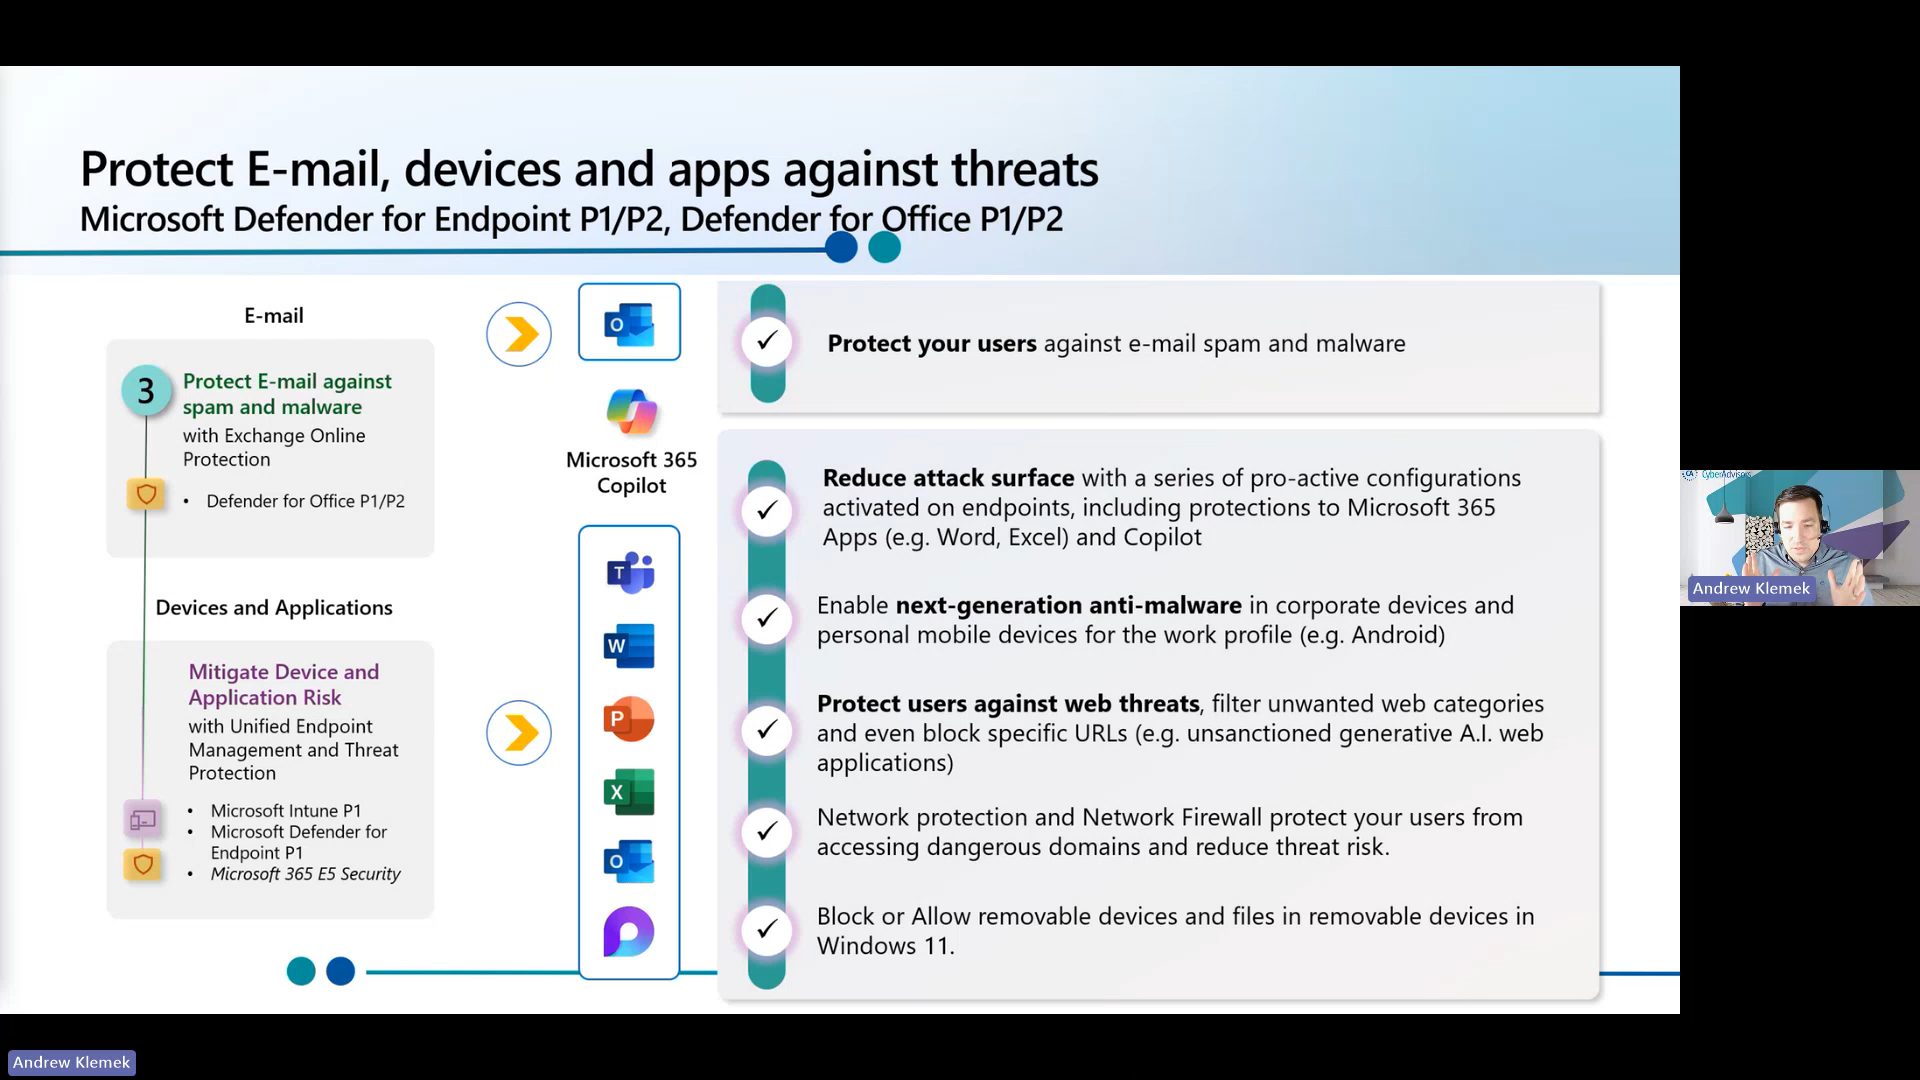 Protect E-mail, devices and apps against threats
Microsoft Defender for Endpoint P1/P2, Defender for Office P1/P2
E-mail
3
Protect E-mail against
spam and malware
with Exchange Online
Protection
• Defender for Office P1/P2
Devices and Applications
Mitigate Device and
Application Risk
with Unified Endpoint
Management and Threat
Protection
• Microsoft Intune P1
• Microsoft Defender for
Endpoint P1
• Microsoft 365 E5 Security
O
Microsoft 365
Copilot
T
W
P
X
O
Protect your users against e-mail spam and malware
Reduce attack surface with a series of pro-active configurations
activated on endpoints, including protections to Microsoft 365
Apps (e.g. Word, Excel) and Copilot
Enable next-generation anti-malware in corporate devices and
personal mobile devices for the work profile (e.g. Android)
Protect users against web threats, filter unwanted web categories
and even block specific URLs (e.g. unsanctioned generative A.I. web
applications)
Network protection and Network Firewall protect your users from
accessing dangerous domains and reduce threat risk.
Block or Allow removable devices and files in removable devices in
Windows 11.
CyberAdvisors
Andrew Klemek
Andrew Klemek